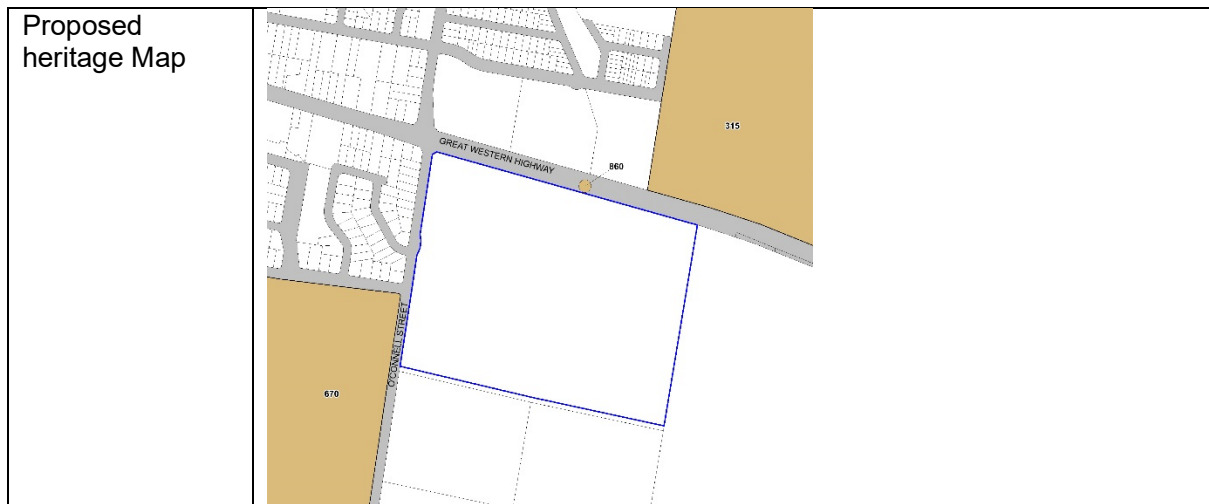 Proposed
heritage Map
315
GREAT WESTERN HIGHWAY
860
O'CONNELL STREET
670